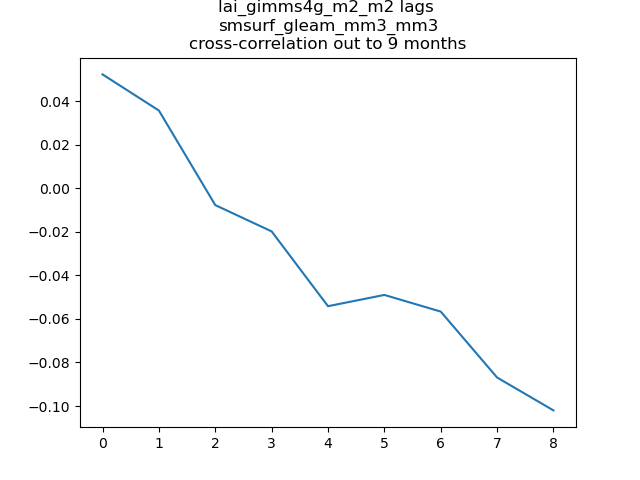 lai_gimms4g_m2_m2 lags
smsurf_gleam_mm3_mm3
cross-correlation out to 9 months
0.04
0.02
0.00
−0.02
−0.04
−0.06
−0.08
−0.10
0 1 2 3 4 5 6 7 8